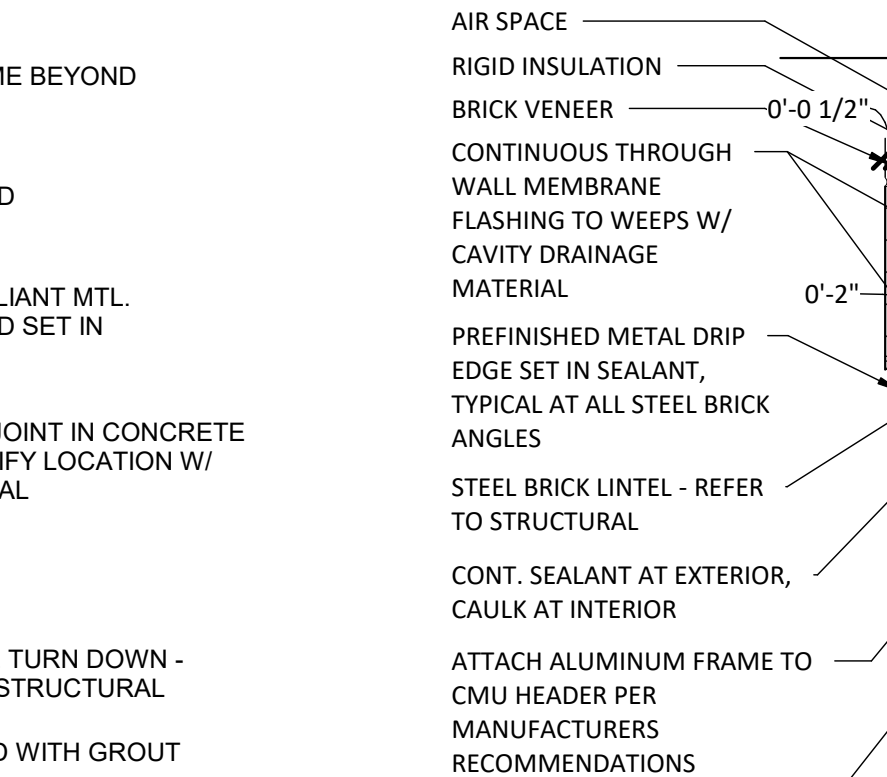 ME BEYOND
D
LIANT MTL.
D SET IN
JOINT IN CONCRETE
IFY LOCATION W/
AL
TURN DOWN -
STRUCTURAL
D WITH GROUT
AIR SPACE
RIGID INSULATION
BRICK VENEER
0'-0 1/2"
CONTINUOUS THROUGH
WALL MEMBRANE
FLASHING TO WEEPS W/
CAVITY DRAINAGE
MATERIAL
0'-2"
PREFINISHED METAL DRIP
EDGE SET IN SEALANT,
TYPICAL AT ALL STEEL BRICK
ANGLES
STEEL BRICK LINTEL - REFER
TO STRUCTURAL
CONT. SEALANT AT EXTERIOR,
CAULK AT INTERIOR
ATTACH ALUMINUM FRAME TO
CMU HEADER PER
MANUFACTURERS
RECOMMENDATIONS